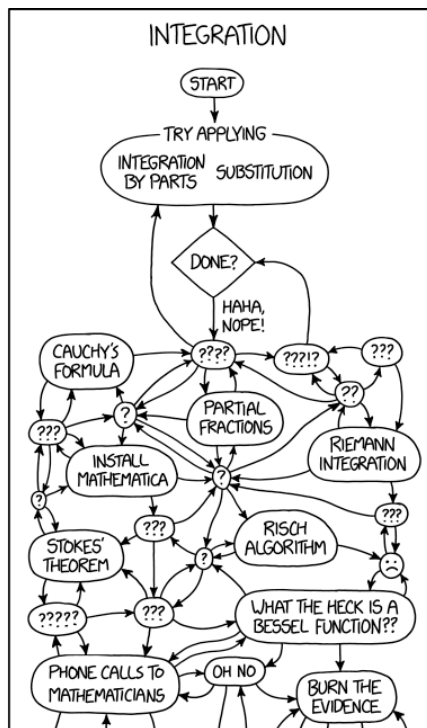 INTEGRATION
START
TRY APPLYING
INTEGRATION
BY PARTS
SUBSTITUTION
DONE?
HAHA,
NOPE!
CAUCHY'S
FORMULA
????
???!?
???
??
?
PARTIAL
FRACTIONS
???
RIEMANN
INTEGRATION
INSTALL
MATHEMATICA
?
?
???
???
STOKES'
THEOREM
?
RISCH
ALGORITHM
?????
???
WHAT THE HECK IS A
BESSEL FUNCTION??
PHONE CALLS TO
MATHEMATICIANS
OH NO
BURN THE
EVIDENCE